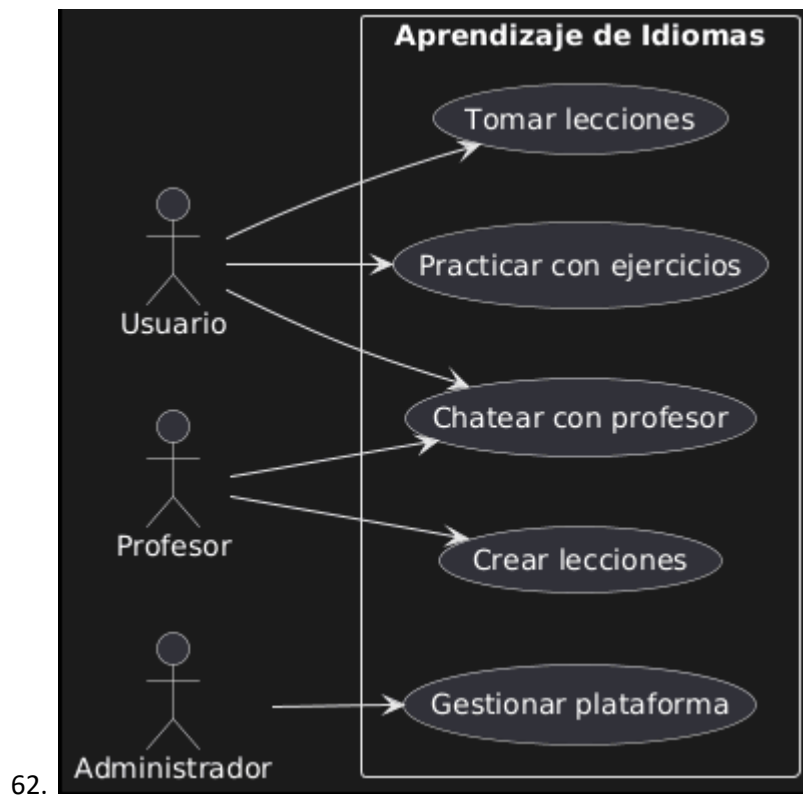 Aprendizaje de Idiomas
Tomar lecciones
Practicar con ejercicios
Usuario
Chatear con profesor
Profesor
Crear lecciones
Gestionar plataforma
Administrador
62.